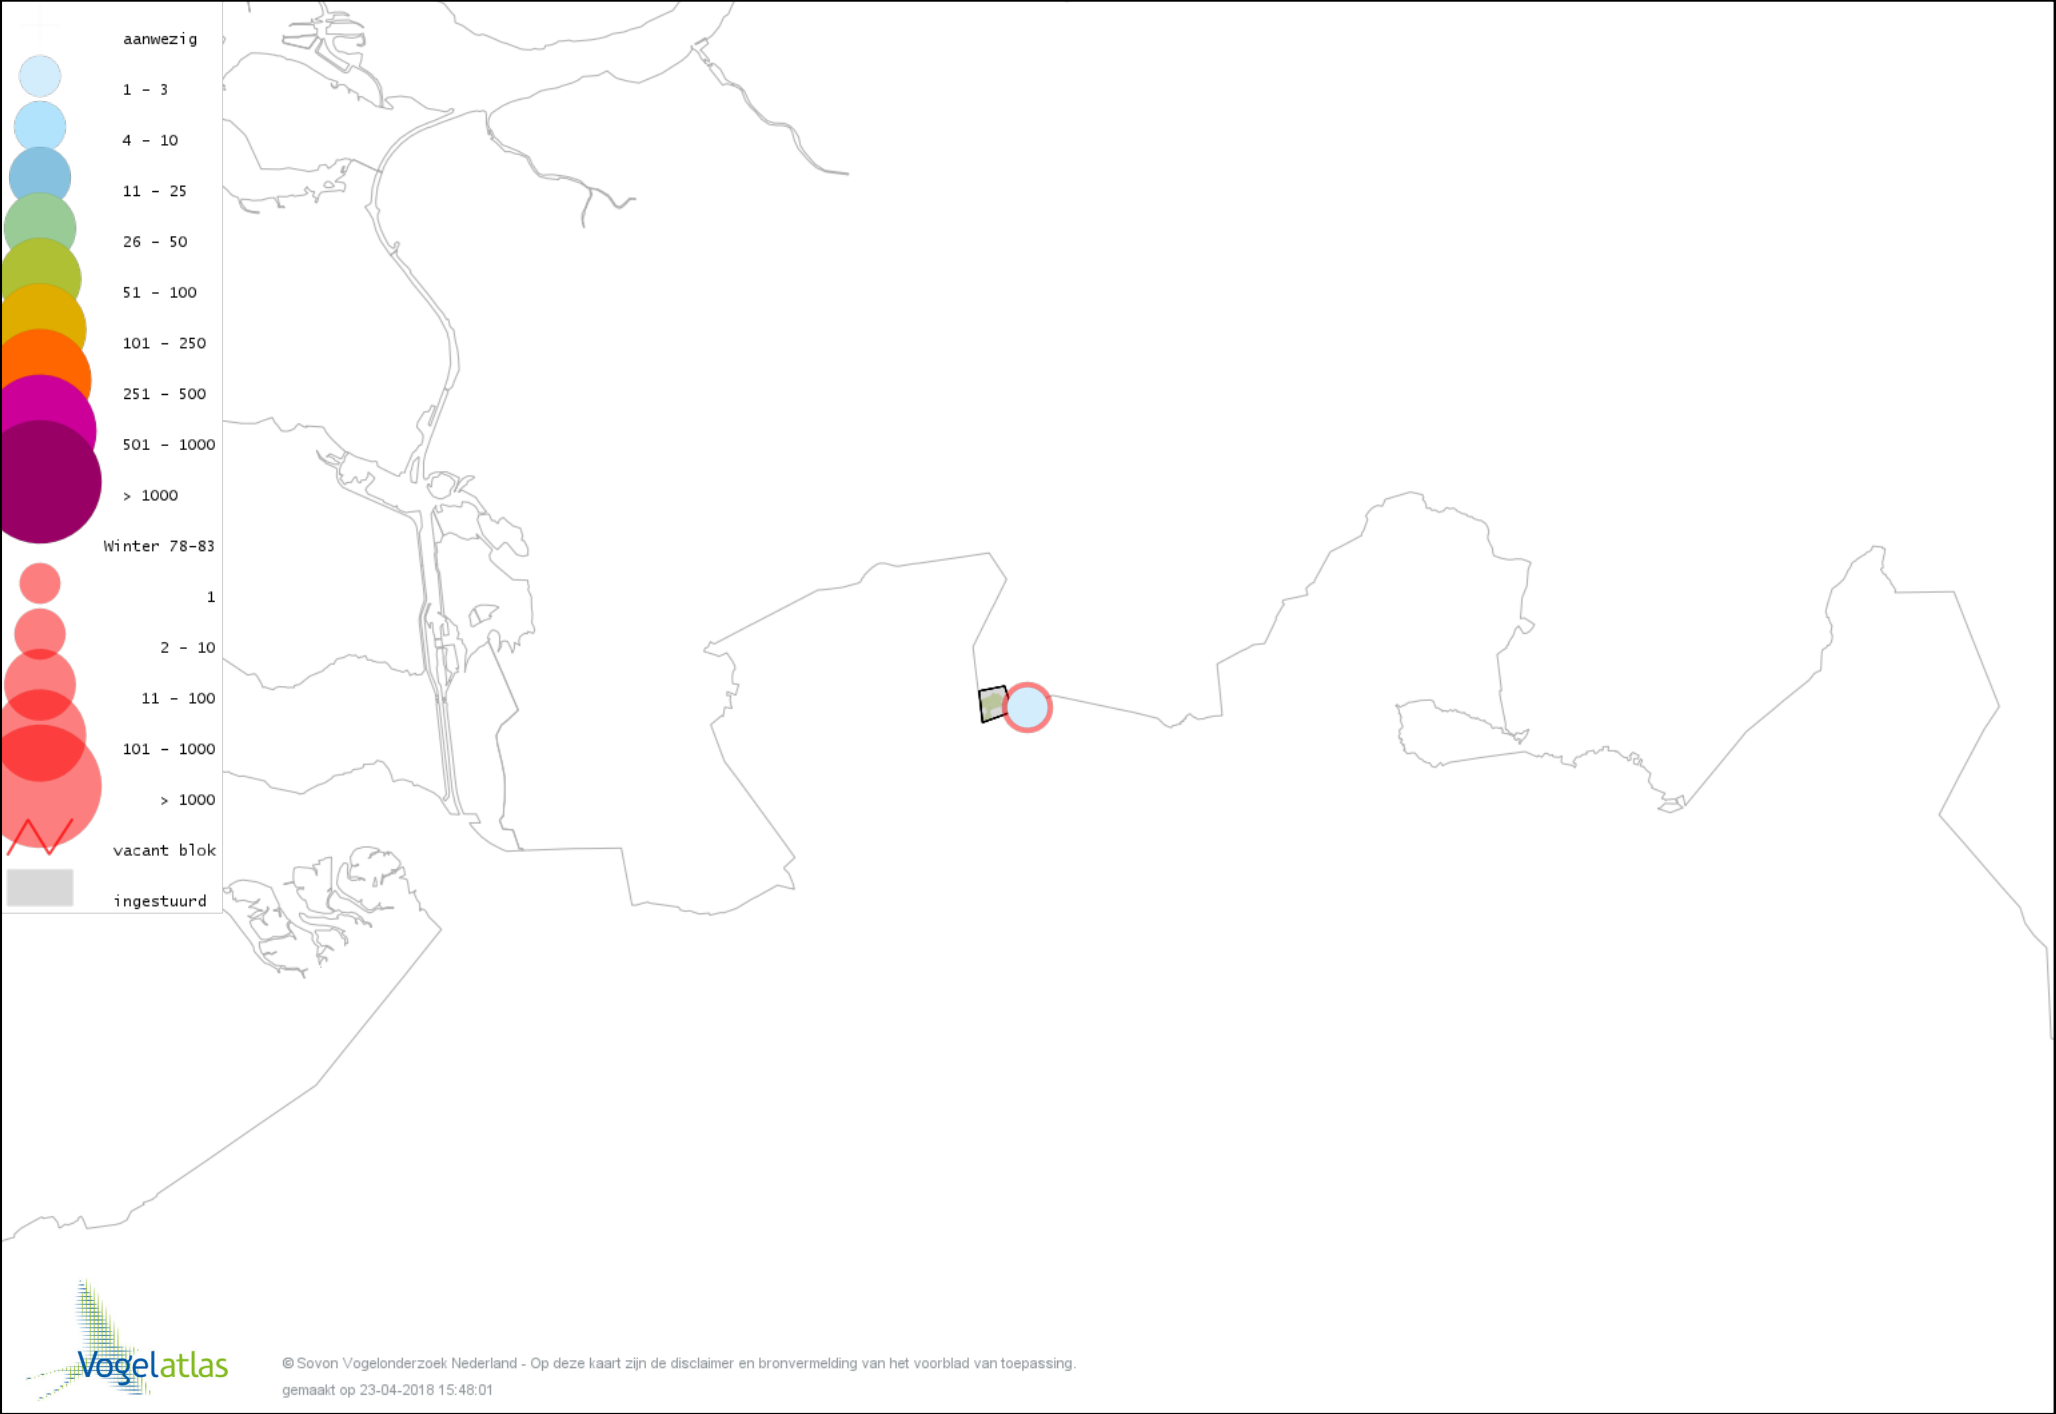 aanwezig
1 - 3
4 - 10
11 - 25
26 - 50
51 - 100
101 - 250
251 - 500
501 - 1000
> 1000
Winter 78-83
1
2 - 10
11 - 100
101 - 1000
> 1000
vacant blok
ingestuurd
Vogelatlas
© Sovon Vogelonderzoek Nederland - Op deze kaart zijn de disclaimer en bronvermelding van het voorblad van toepassing.
gemaakt op 23-04-2018 15:48:01